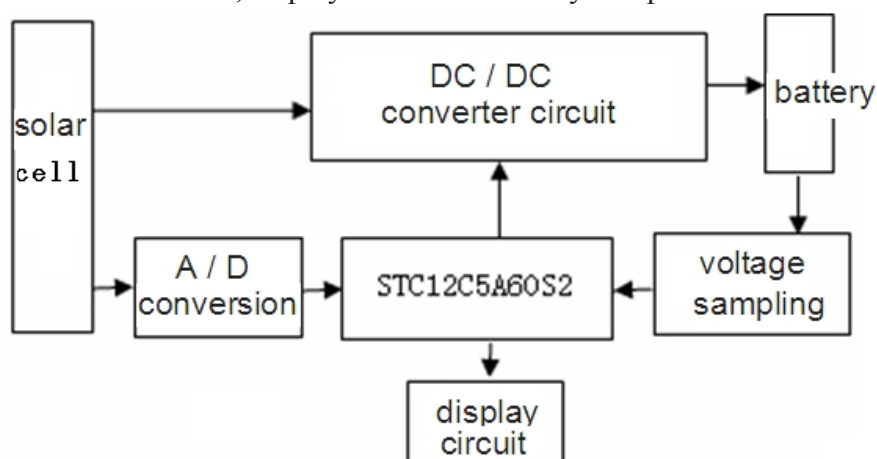 DC / DC
converter circuit
battery
solar
cell
A / D
conversion
STC12C5A60S2
voltage
sampling
display
circuit